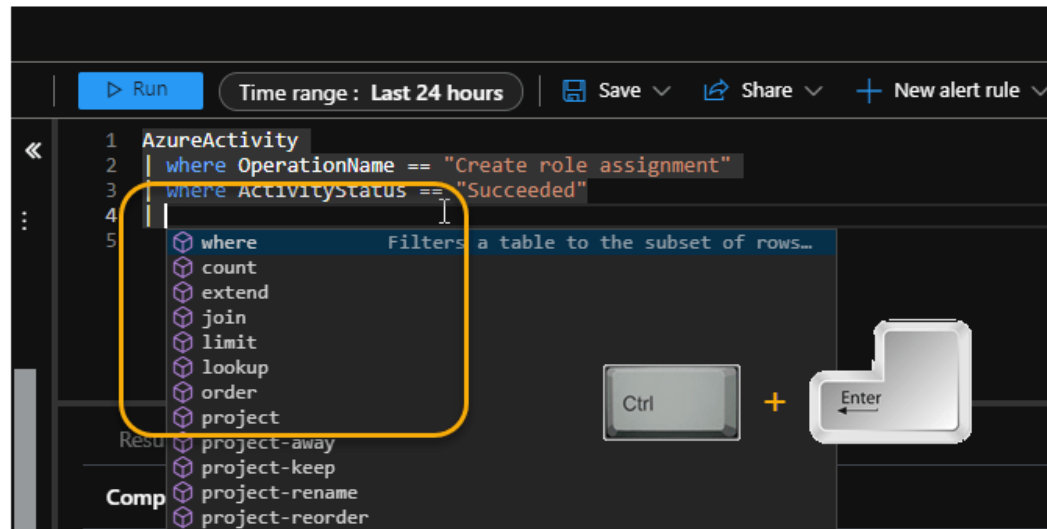 Run Time range : Last 24 hours Save Share New alert rule
1 AzureActivity
2 | where OperationName == "Create role assignment"
3 | where ActivityStatus == "Succeeded"
4 |
5
where Filters a table to the subset of rows…
count
extend
join
limit
lookup
order
project
project-away
project-keep
project-rename
project-reorder
Resu
Comp
Ctrl + Enter